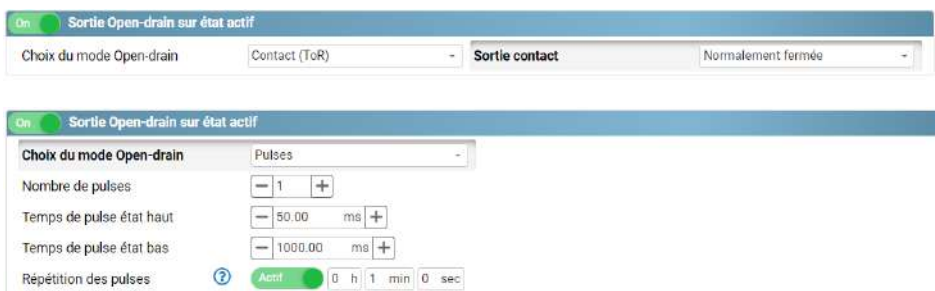 On Sortie Open-drain sur état actif
Choix du mode Open-drain Contact (ToR) Sortie contact Normalement fermée
On Sortie Open-drain sur état actif
Choix du mode Open-drain Pulses
Nombre de pulses − 1 +
Temps de pulse état haut − 50.00 ms +
Temps de pulse état bas − 1000.00 ms +
Répétition des pulses ? Actif 0 h 1 min 0 sec